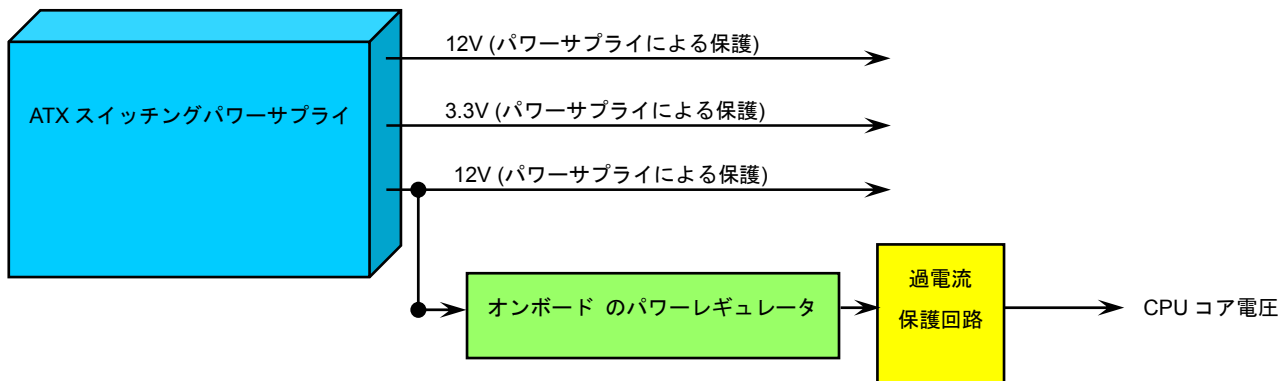 12V (パワーサプライによる保護)
ATX スイッチングパワーサプライ
3.3V (パワーサプライによる保護)
12V (パワーサプライによる保護)
オンボード のパワーレギュレータ
過電流
保護回路
CPU コア電圧